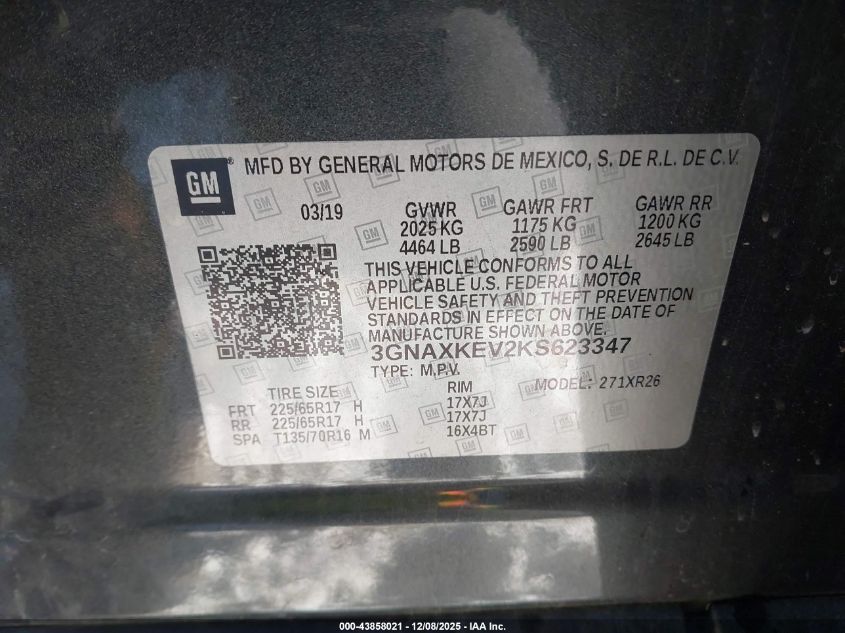 GM ® MFD BY GENERAL MOTORS DE MEXICO, S. DE R.L. DE C.V.
03/19 GVWR GAWR FRT GAWR RR
2025 KG 1175 KG 1200 KG
4464 LB 2590 LB 2645 LB
THIS VEHICLE CONFORMS TO ALL
APPLICABLE U.S. FEDERAL MOTOR
VEHICLE SAFETY AND THEFT PREVENTION
STANDARDS IN EFFECT ON THE DATE OF
MANUFACTURE SHOWN ABOVE.
3GNAXKEV2KS623347
TYPE: M.P.V. MODEL: 271XR26
TIRE SIZE RIM
FRT 225/65R17 H 17X7J
RR 225/65R17 H 17X7J
SPA T135/70R16 M 16X4BT
000-43858021 - 12/08/2025 - IAA Inc.